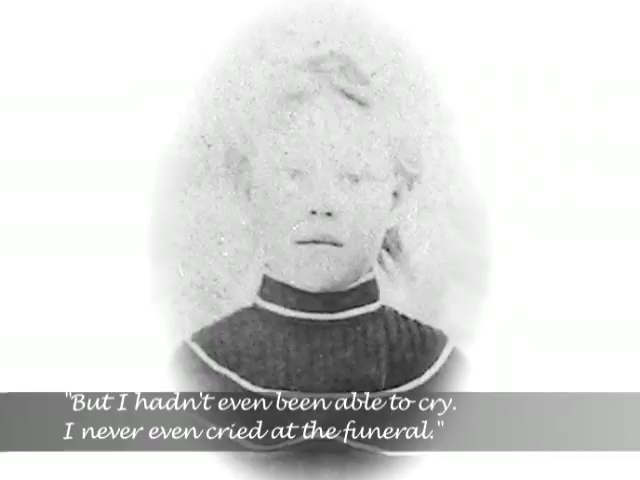 "But I hadn't even been able to cry.
I never even cried at the funeral."